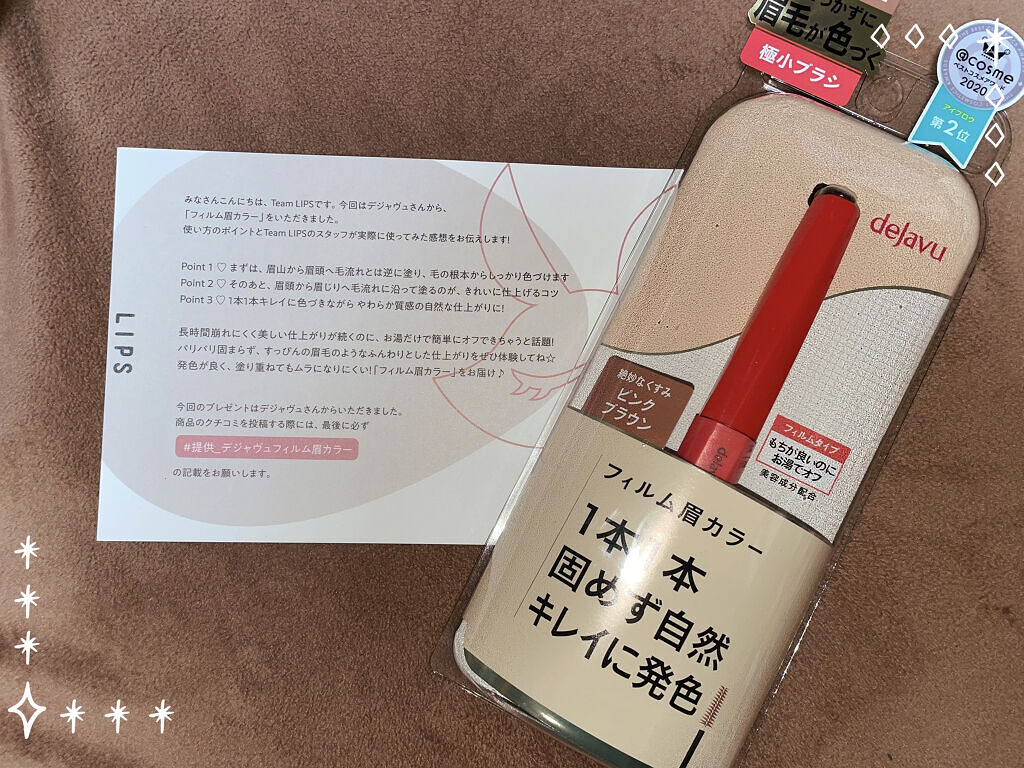 みなさんこんにちは、Team LIPSです。今回はデジャヴュさんから、
「フィルム眉カラー」をいただきました。
使い方のポイントとTeam LIPSのスタッフが実際に使ってみた感想をお伝えします!
Point 1 ♡ まずは、眉山から眉頭へ毛流れとは逆に塗り、毛の根本からしっかり色づけます
Point 2 ♡ そのあと、眉頭から眉じりへ毛流れに沿って塗るのが、きれいに仕上げるコツ
Point 3 ♡ 1本1本キレイに色づきながら やわらか質感の自然な仕上がりに!
長時間崩れにくく美しい仕上がりが続くのに、お湯だけで簡単にオフできちゃうと話題!
パリパリ固まらず、すっぴんの眉毛のようなふんわりとした仕上がりをぜひ体験してね☆
発色が良く、塗り重ねてもムラになりにくい!「フィルム眉カラー」をお届け♪
今回のプレゼントはデジャヴュさんからいただきました。
商品のクチコミを投稿する際には、最後に必ず
#提供_デジャヴュフィルム眉カラー
の記載をお願いします。
LIPS
つかずに
眉毛が色づく
極小ブラシ
@cosme
ベストコスメアワード
2020
アイブロウ
第2位
dejavu
絶妙なくすみ
ピンク
ブラウン
フィルムタイプ
もちが良いのに
お湯でオフ
美容成分配合
フィルム眉カラー
1本1本
固めず自然
キレイに発色